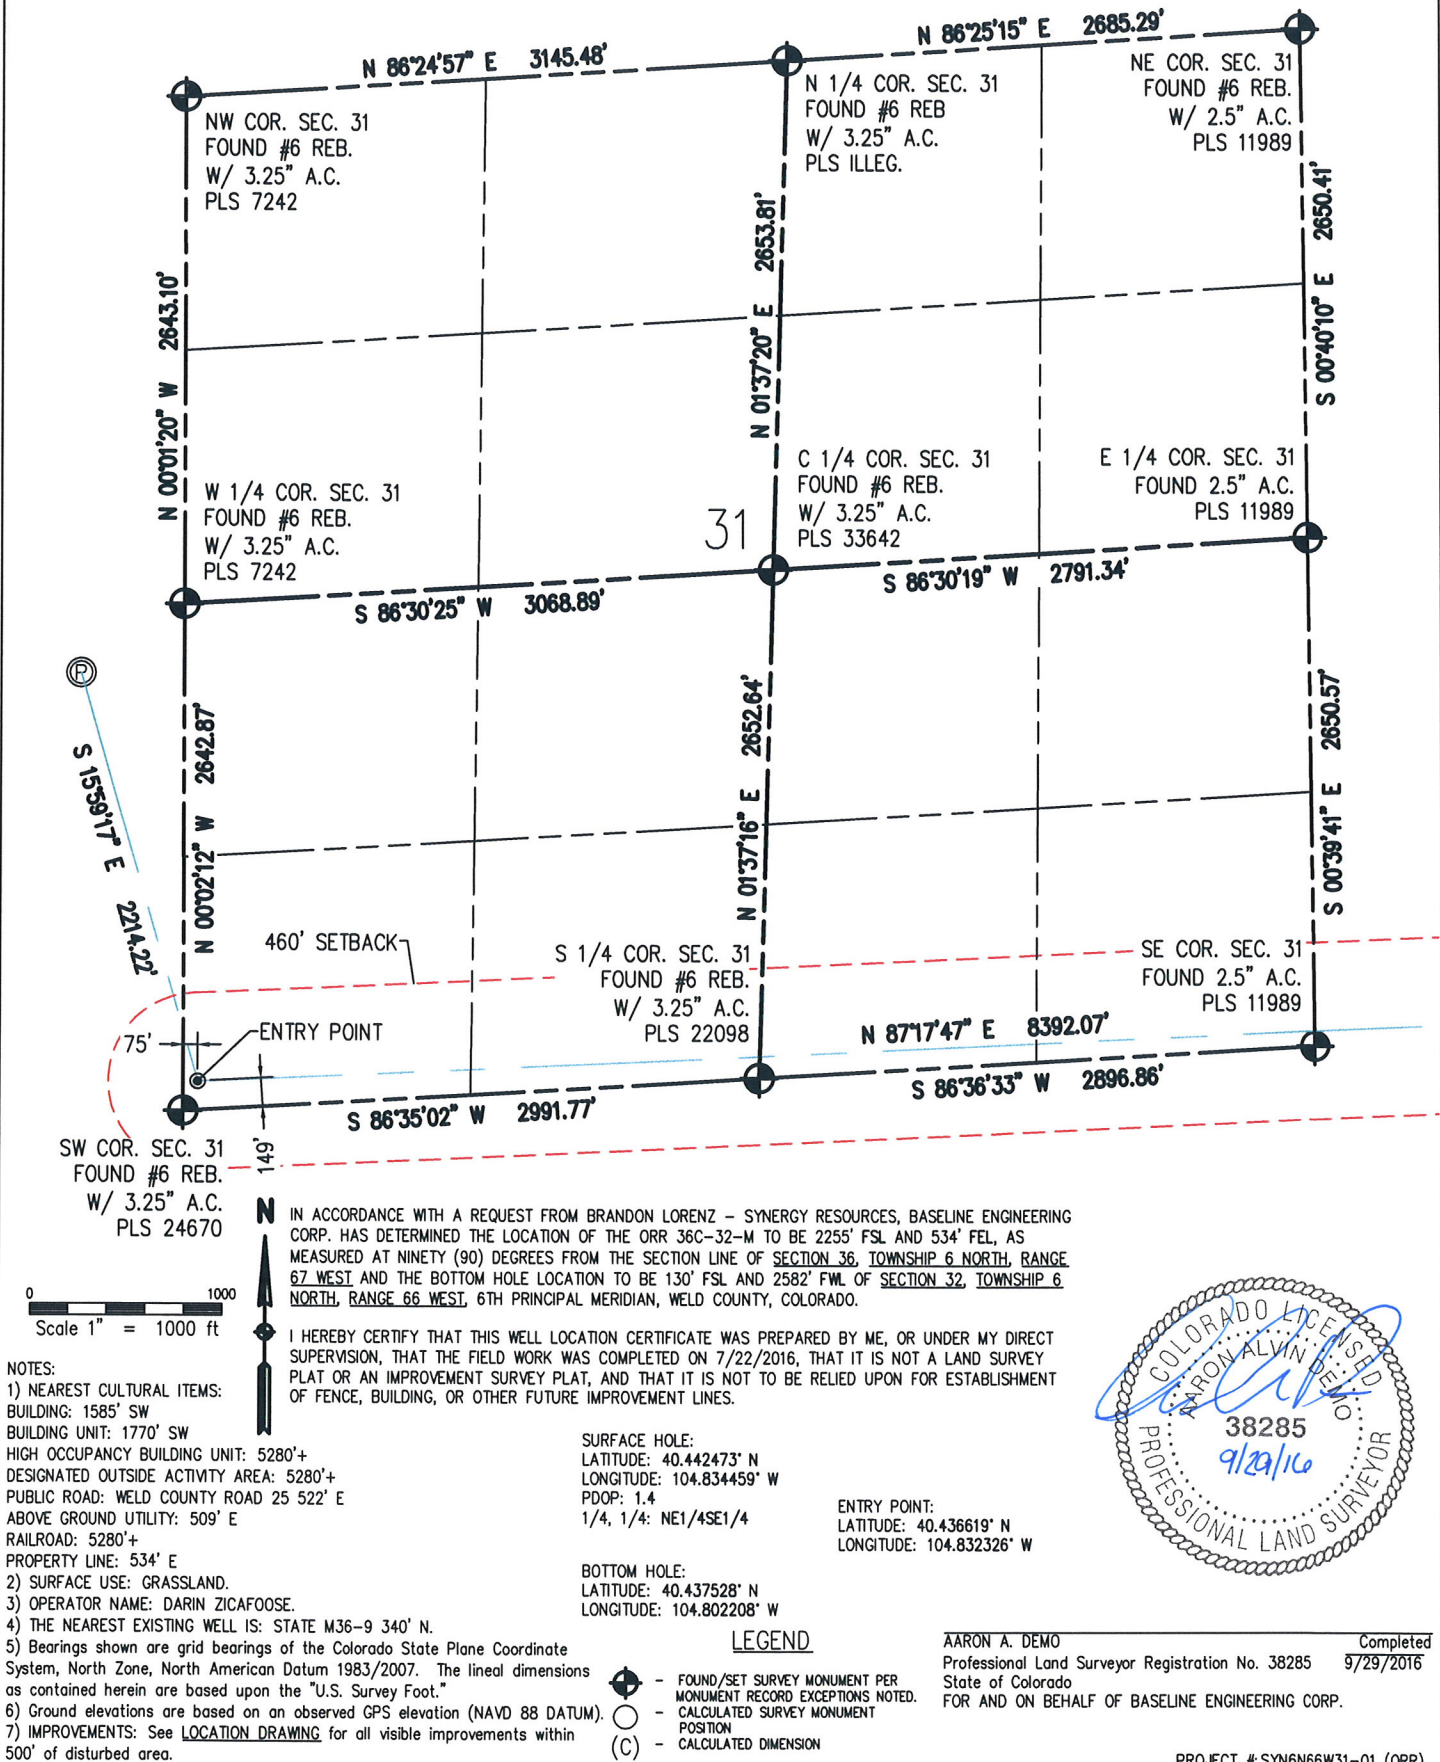 N 86°24'57" E 3145.48'
N 86°25'15" E 2685.29'
NW COR. SEC. 31
FOUND #6 REB.
W/ 3.25" A.C.
PLS 7242
N 1/4 COR. SEC. 31
FOUND #6 REB
W/ 3.25" A.C.
PLS ILLEG.
NE COR. SEC. 31
FOUND #6 REB.
W/ 2.5" A.C.
PLS 11989
N 00°01'20" W 2643.10'
N 01°37'20" E 2653.81'
S 00°40'10" E 2650.41'
W 1/4 COR. SEC. 31
FOUND #6 REB.
W/ 3.25" A.C.
PLS 7242
31
C 1/4 COR. SEC. 31
FOUND #6 REB.
W/ 3.25" A.C.
PLS 33642
E 1/4 COR. SEC. 31
FOUND 2.5" A.C.
PLS 11989
S 86°30'25" W 3068.89'
S 86°30'19" W 2791.34'
R
S 15°59'17" E 2214.22'
N 00°02'12" W 2642.87'
N 01°37'16" E 2652.64'
S 00°39'41" E 2650.57'
460' SETBACK
S 1/4 COR. SEC. 31
FOUND #6 REB.
W/ 3.25" A.C.
PLS 22098
SE COR. SEC. 31
FOUND 2.5" A.C.
PLS 11989
75'
ENTRY POINT
N 87°17'47" E 8392.07'
S 86°35'02" W 2991.77'
S 86°36'33" W 2896.86'
149'
SW COR. SEC. 31
FOUND #6 REB.
W/ 3.25" A.C.
PLS 24670
N
IN ACCORDANCE WITH A REQUEST FROM BRANDON LORENZ – SYNERGY RESOURCES, BASELINE ENGINEERING
CORP. HAS DETERMINED THE LOCATION OF THE ORR 36C-32-M TO BE 2255' FSL AND 534' FEL, AS
MEASURED AT NINETY (90) DEGREES FROM THE SECTION LINE OF SECTION 36, TOWNSHIP 6 NORTH, RANGE
67 WEST AND THE BOTTOM HOLE LOCATION TO BE 130' FSL AND 2582' FWL OF SECTION 32, TOWNSHIP 6
NORTH, RANGE 66 WEST, 6TH PRINCIPAL MERIDIAN, WELD COUNTY, COLORADO.
0 1000
Scale 1" = 1000 ft
I HEREBY CERTIFY THAT THIS WELL LOCATION CERTIFICATE WAS PREPARED BY ME, OR UNDER MY DIRECT
SUPERVISION, THAT THE FIELD WORK WAS COMPLETED ON 7/22/2016, THAT IT IS NOT A LAND SURVEY
PLAT OR AN IMPROVEMENT SURVEY PLAT, AND THAT IT IS NOT TO BE RELIED UPON FOR ESTABLISHMENT
OF FENCE, BUILDING, OR OTHER FUTURE IMPROVEMENT LINES.
COLORADO LICENSED
AARON ALVIN DEMO
38285
9/29/16
PROFESSIONAL LAND SURVEYOR
NOTES:
1) NEAREST CULTURAL ITEMS:
BUILDING: 1585' SW
BUILDING UNIT: 1770' SW
HIGH OCCUPANCY BUILDING UNIT: 5280'+
DESIGNATED OUTSIDE ACTIVITY AREA: 5280'+
PUBLIC ROAD: WELD COUNTY ROAD 25 522' E
ABOVE GROUND UTILITY: 509' E
RAILROAD: 5280'+
PROPERTY LINE: 534' E
2) SURFACE USE: GRASSLAND.
3) OPERATOR NAME: DARIN ZICAFOOSE.
4) THE NEAREST EXISTING WELL IS: STATE M36-9 340' N.
5) Bearings shown are grid bearings of the Colorado State Plane Coordinate
System, North Zone, North American Datum 1983/2007. The lineal dimensions
as contained herein are based upon the "U.S. Survey Foot."
6) Ground elevations are based on an observed GPS elevation (NAVD 88 DATUM).
7) IMPROVEMENTS: See LOCATION DRAWING for all visible improvements within
500' of disturbed area.
SURFACE HOLE:
LATITUDE: 40.442473° N
LONGITUDE: 104.834459° W
PDOP: 1.4
1/4, 1/4: NE1/4SE1/4
ENTRY POINT:
LATITUDE: 40.436619° N
LONGITUDE: 104.832326° W
BOTTOM HOLE:
LATITUDE: 40.437528° N
LONGITUDE: 104.802208° W
LEGEND
– FOUND/SET SURVEY MONUMENT PER
MONUMENT RECORD EXCEPTIONS NOTED.
– CALCULATED SURVEY MONUMENT
POSITION
(C) – CALCULATED DIMENSION
AARON A. DEMO Completed
Professional Land Surveyor Registration No. 38285 9/29/2016
State of Colorado
FOR AND ON BEHALF OF BASELINE ENGINEERING CORP.
PROJECT #: SYN6N66W31-01 (ORR)